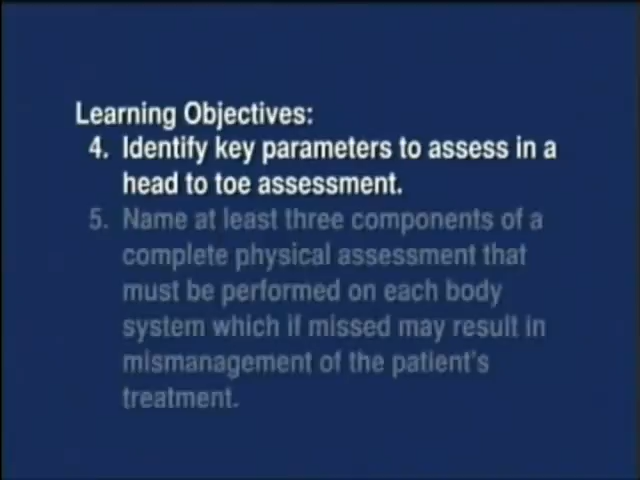 Learning Objectives:
4. Identify key parameters to assess in a
head to toe assessment.
5. Name at least three components of a
complete physical assessment that
must be performed on each body
system which if missed may result in
mismanagement of the patient's
treatment.